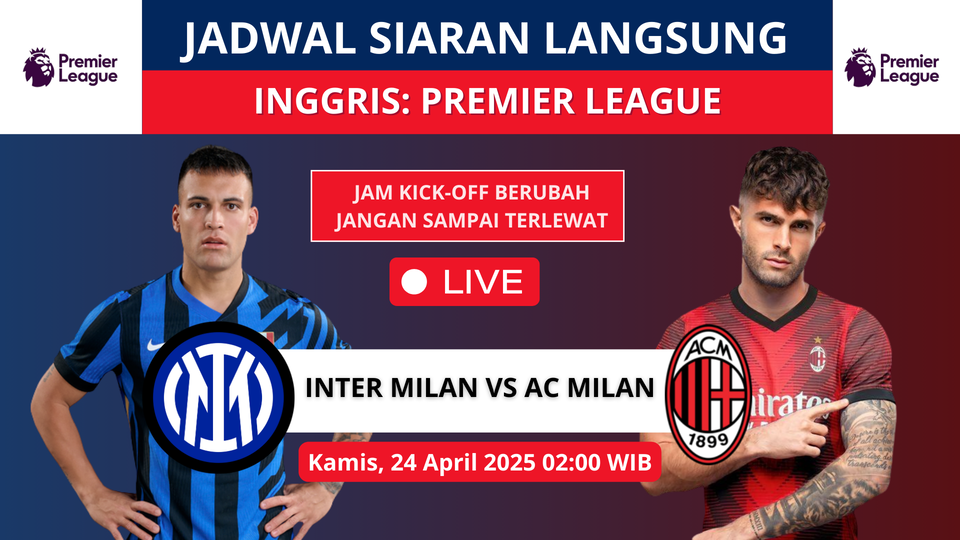 JADWAL SIARAN LANGSUNG
Premier
League
Premier
League
INGGRIS: PREMIER LEAGUE
JAM KICK-OFF BERUBAH
JANGAN SAMPAI TERLEWAT
LIVE
INTER MILAN VS AC MILAN
ACM
1899
Kamis, 24 April 2025 02:00 WIB